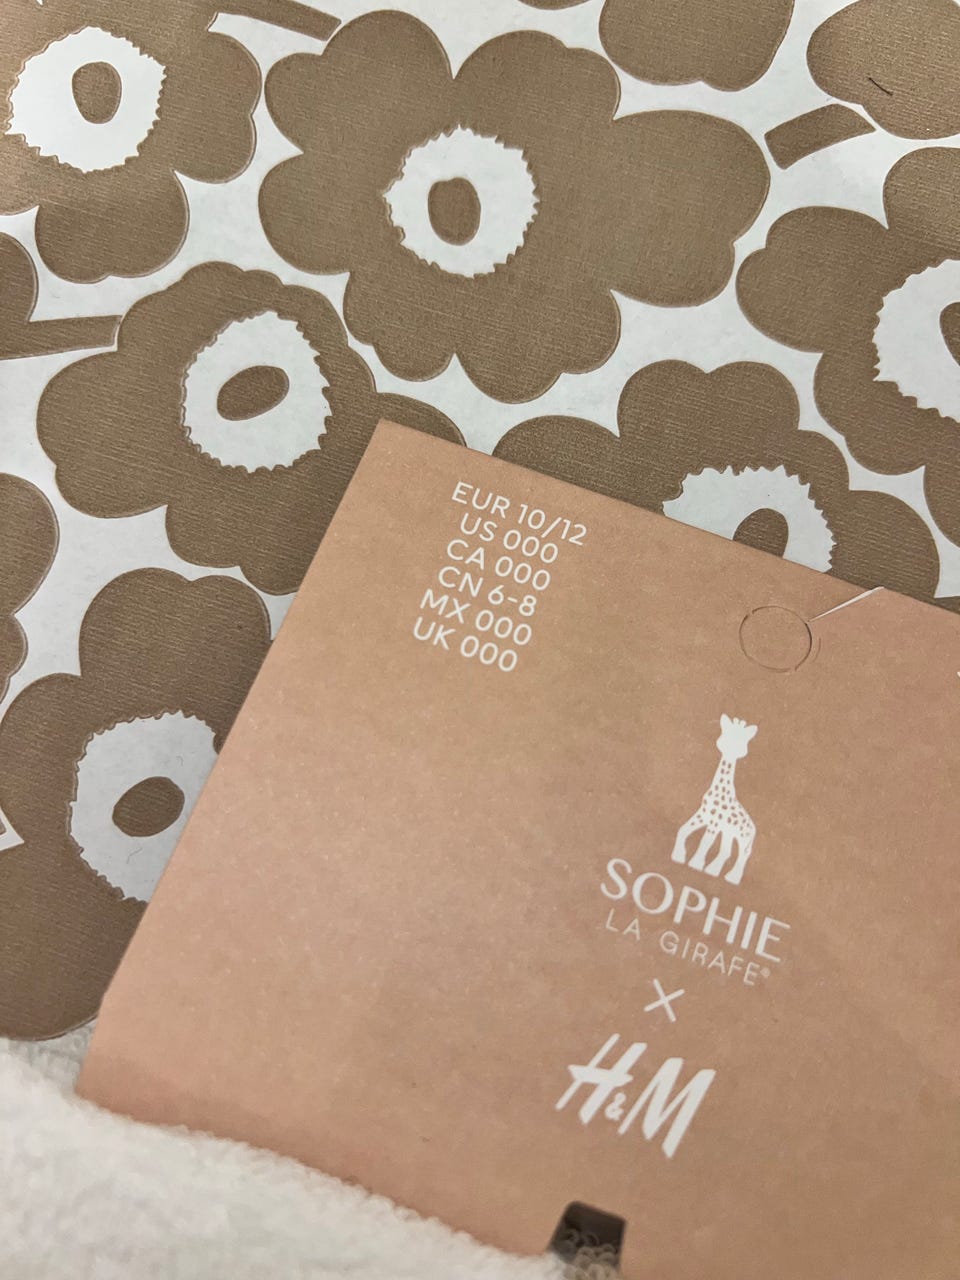 EUR 10/12
US 000
CA 000
CN 6-8
MX 000
UK 000
SOPHIE
LA GIRAFE®
×
H&M